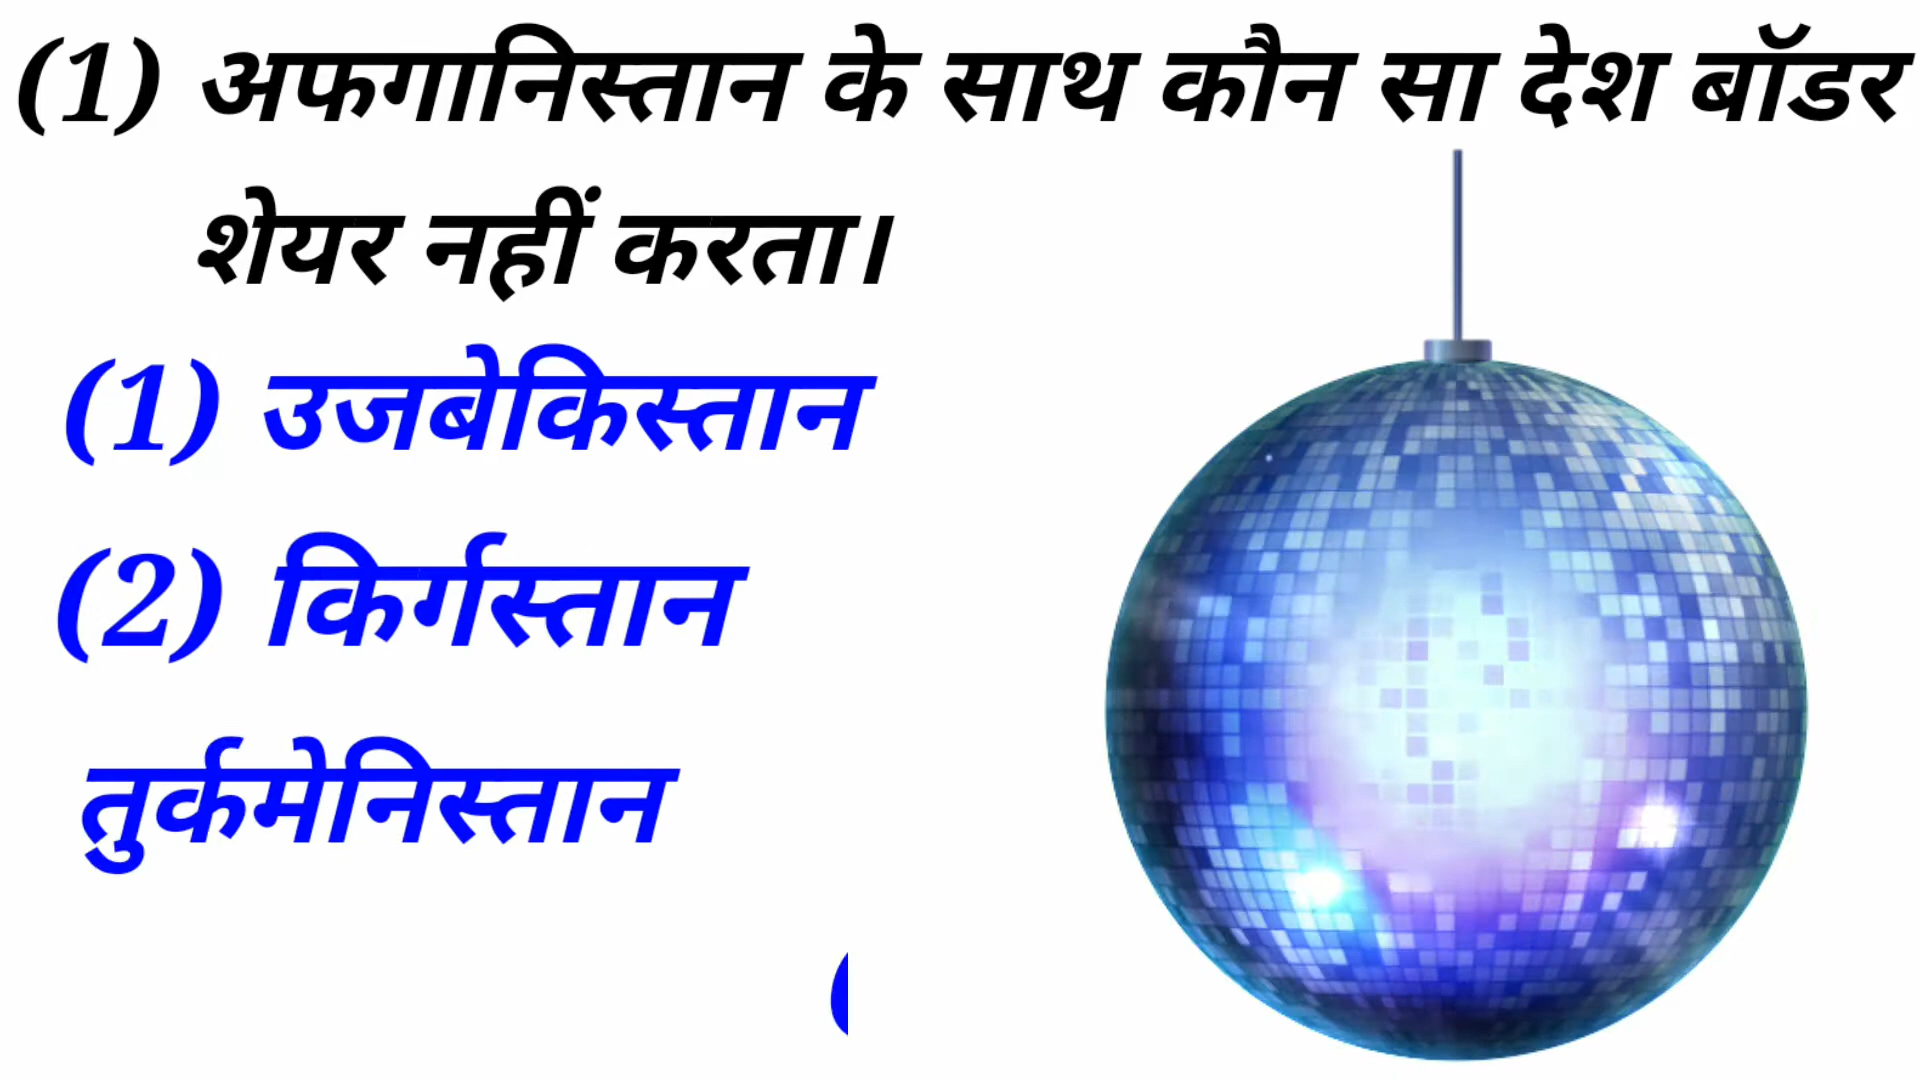 (1) अफगानिस्तान के साथ कौन सा देश बॉडर
शेयर नहीं करता।
(1) उजबेकिस्तान
(2) किर्गस्तान
तुर्कमेनिस्तान